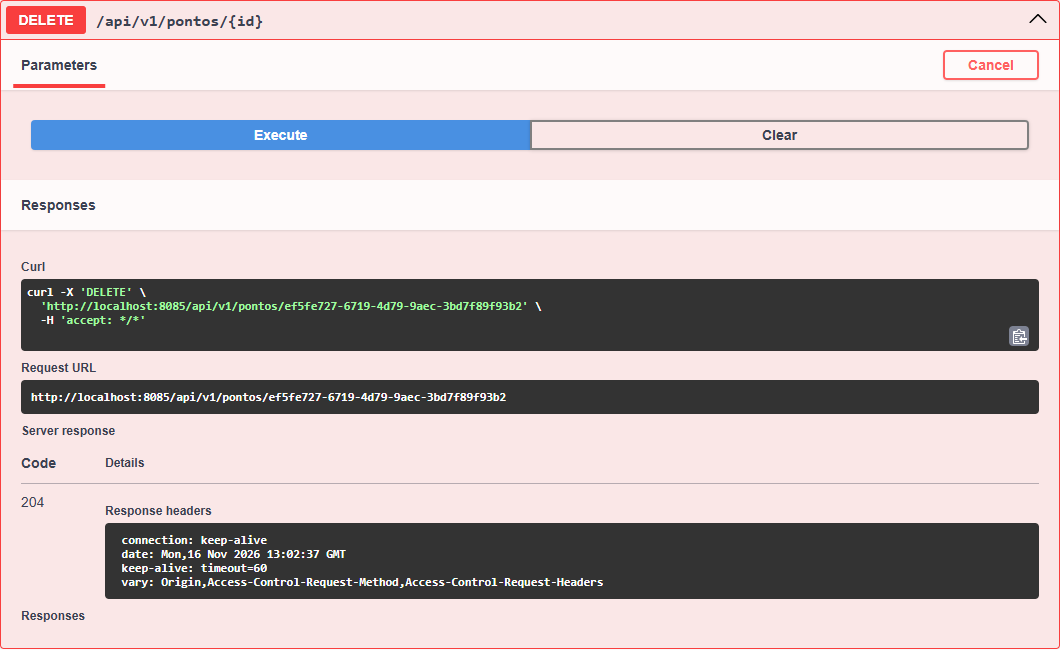 DELETE /api/v1/pontos/{id}
Parameters
Cancel
Execute
Clear
Responses
Curl
curl -X 'DELETE' \
'http://localhost:8085/api/v1/pontos/ef5fe727-6719-4d79-9aec-3bd7f89f93b2' \
-H 'accept: */*'
Request URL
http://localhost:8085/api/v1/pontos/ef5fe727-6719-4d79-9aec-3bd7f89f93b2
Server response
Code Details
204
Response headers
connection: keep-alive
date: Mon,16 Nov 2026 13:02:37 GMT
keep-alive: timeout=60
vary: Origin,Access-Control-Request-Method,Access-Control-Request-Headers
Responses